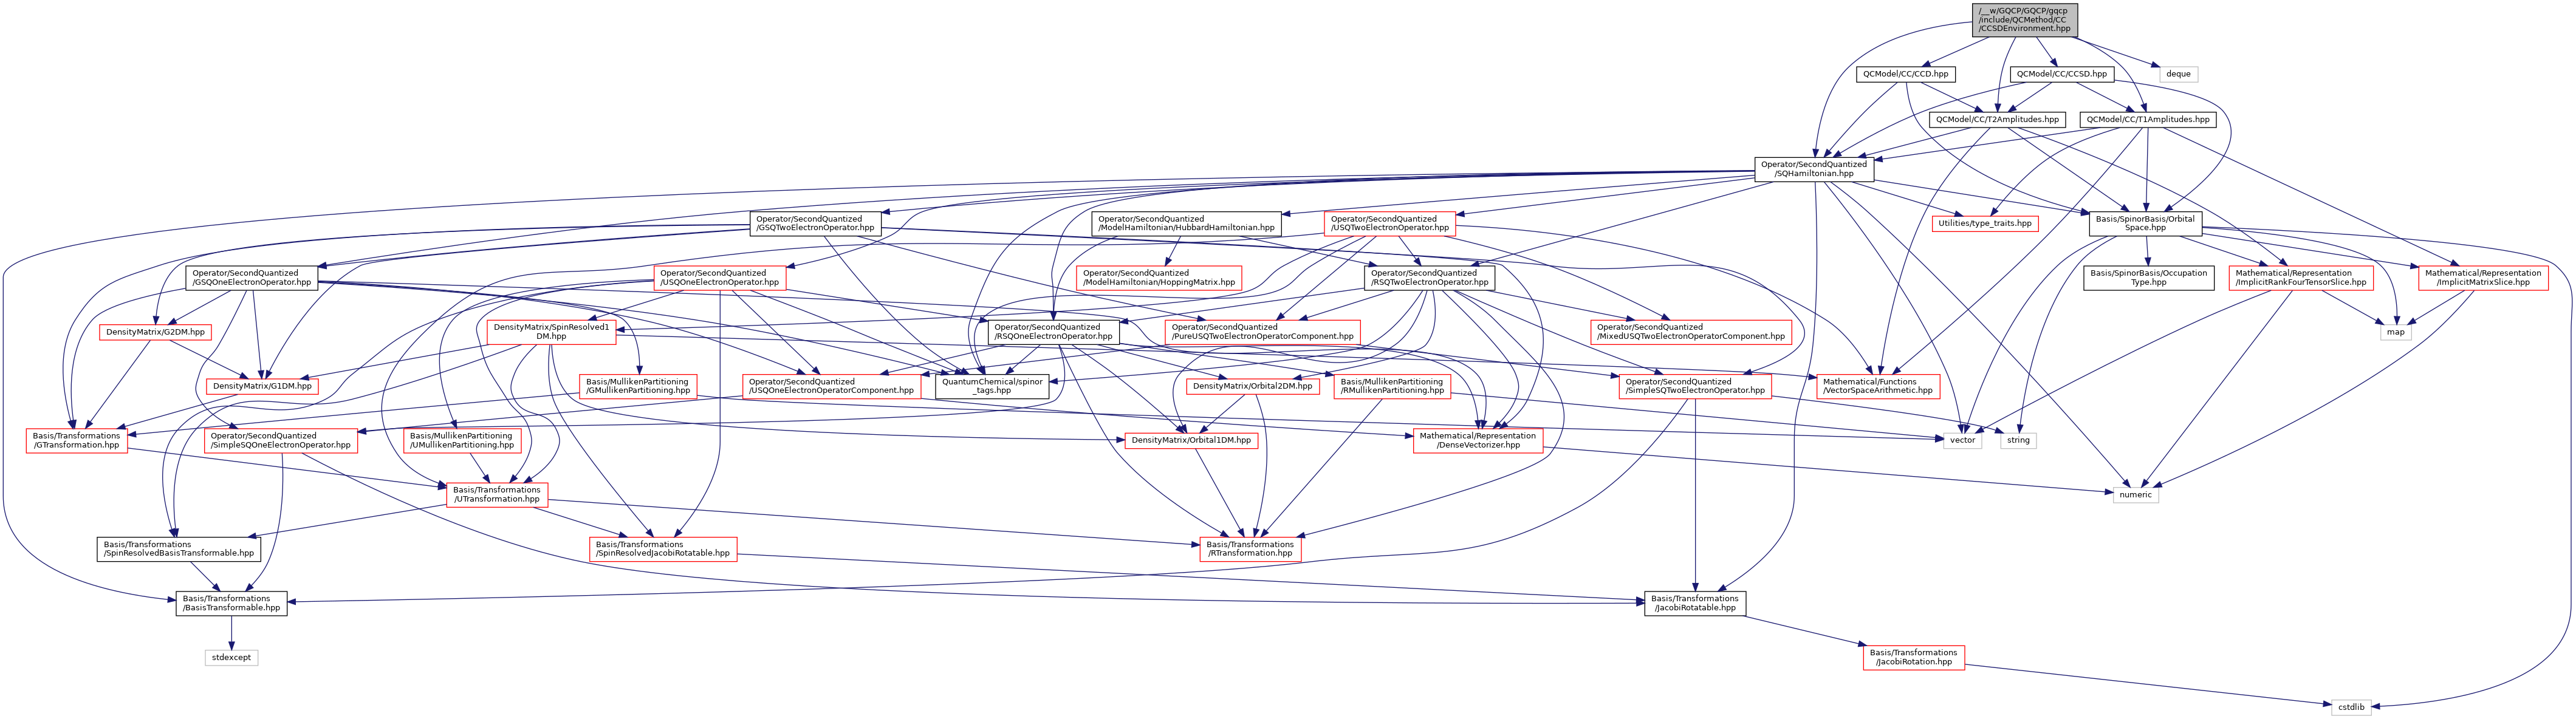 /__w/GQCP/GQCP/gqcp
/include/QCMethod/CC
/CCSDEnvironment.hpp
QCModel/CC/CCD.hpp
QCModel/CC/CCSD.hpp
deque
QCModel/CC/T2Amplitudes.hpp
QCModel/CC/T1Amplitudes.hpp
Operator/SecondQuantized
/SQHamiltonian.hpp
Operator/SecondQuantized
/GSQTwoElectronOperator.hpp
Operator/SecondQuantized
/ModelHamiltonian/HubbardHamiltonian.hpp
Operator/SecondQuantized
/USQTwoElectronOperator.hpp
Utilities/type_traits.hpp
Basis/SpinorBasis/Orbital
Space.hpp
Operator/SecondQuantized
/GSQOneElectronOperator.hpp
Operator/SecondQuantized
/USQOneElectronOperator.hpp
Operator/SecondQuantized
/ModelHamiltonian/HoppingMatrix.hpp
Operator/SecondQuantized
/RSQTwoElectronOperator.hpp
Basis/SpinorBasis/Occupation
Type.hpp
Mathematical/Representation
/ImplicitRankFourTensorSlice.hpp
Mathematical/Representation
/ImplicitMatrixSlice.hpp
DensityMatrix/G2DM.hpp
DensityMatrix/SpinResolved1
DM.hpp
Operator/SecondQuantized
/RSQOneElectronOperator.hpp
Operator/SecondQuantized
/PureUSQTwoElectronOperatorComponent.hpp
Operator/SecondQuantized
/MixedUSQTwoElectronOperatorComponent.hpp
map
DensityMatrix/G1DM.hpp
Basis/MullikenPartitioning
/GMullikenPartitioning.hpp
Operator/SecondQuantized
/USQOneElectronOperatorComponent.hpp
QuantumChemical/spinor
_tags.hpp
DensityMatrix/Orbital2DM.hpp
Basis/MullikenPartitioning
/RMullikenPartitioning.hpp
Operator/SecondQuantized
/SimpleSQTwoElectronOperator.hpp
Mathematical/Functions
/VectorSpaceArithmetic.hpp
Basis/Transformations
/GTransformation.hpp
Operator/SecondQuantized
/SimpleSQOneElectronOperator.hpp
Basis/MullikenPartitioning
/UMullikenPartitioning.hpp
DensityMatrix/Orbital1DM.hpp
Mathematical/Representation
/DenseVectorizer.hpp
vector
string
Basis/Transformations
/UTransformation.hpp
numeric
Basis/Transformations
/SpinResolvedBasisTransformable.hpp
Basis/Transformations
/SpinResolvedJacobiRotatable.hpp
Basis/Transformations
/RTransformation.hpp
Basis/Transformations
/BasisTransformable.hpp
Basis/Transformations
/JacobiRotatable.hpp
stdexcept
Basis/Transformations
/JacobiRotation.hpp
cstdlib